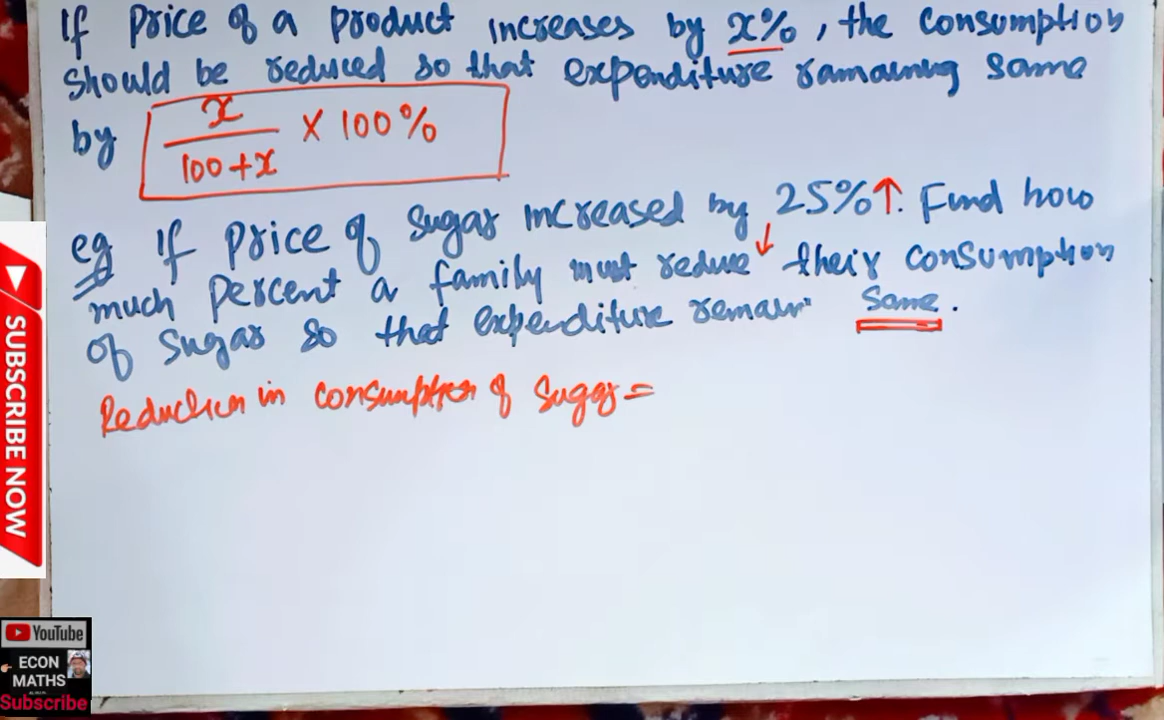 If Price of a product increases by x%, the Consumption
Should be reduced so that expenditure remaining Same
by x/100+x × 100%
eg If Price of Sugar increased by 25%↑. Find how
much Percent a family must reduce↓ their Consumption
of Sugar so that expenditure remain Same.
Reduction in Consumption of Sugar =
SUBSCRIBE NOW
YouTube
ECON
MATHS
Subscribe